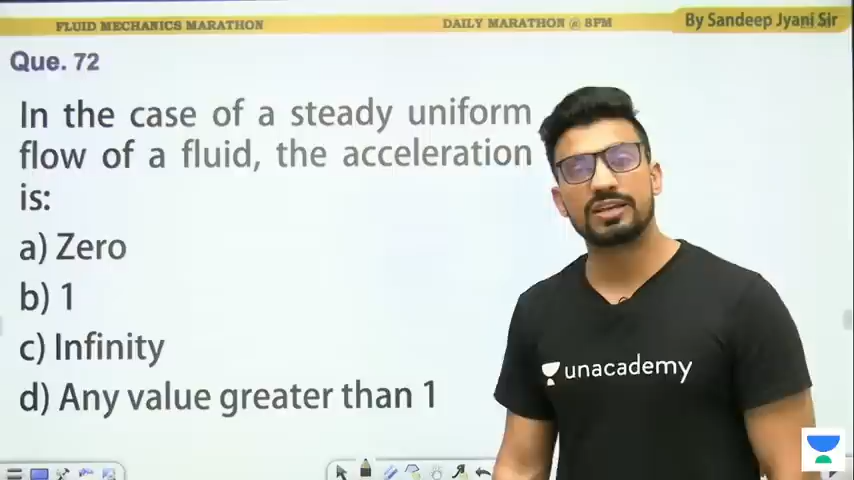 FLUID MECHANICS MARATHON
DAILY MARATHON @ 8PM
By Sandeep Jyani Sir
Que. 72
In the case of a steady uniform
flow of a fluid, the acceleration
is:
a) Zero
b) 1
c) Infinity
d) Any value greater than 1
unacademy